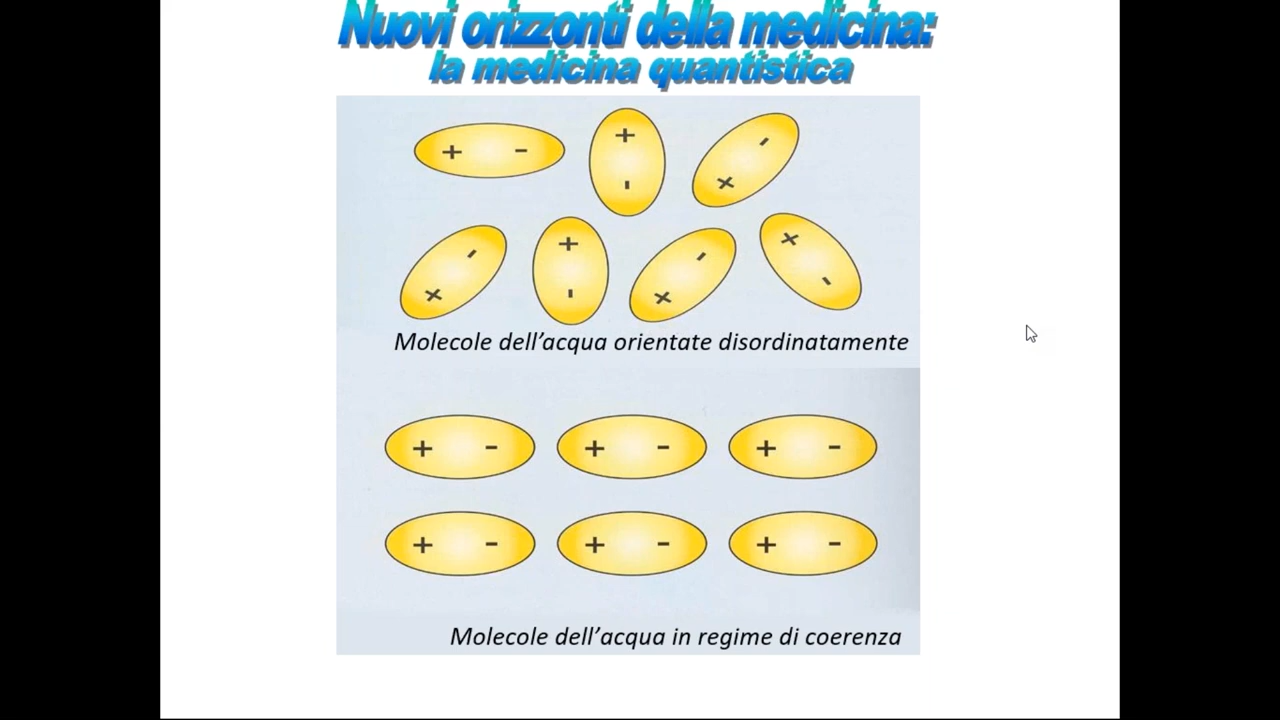 Nuovi orizzonti della medicina:
la medicina quantistica
+ - + - + - 
+ - + - + - + -
Molecole dell’acqua orientate disordinatamente
+ - + - + -
+ - + - + -
Molecole dell’acqua in regime di coerenza